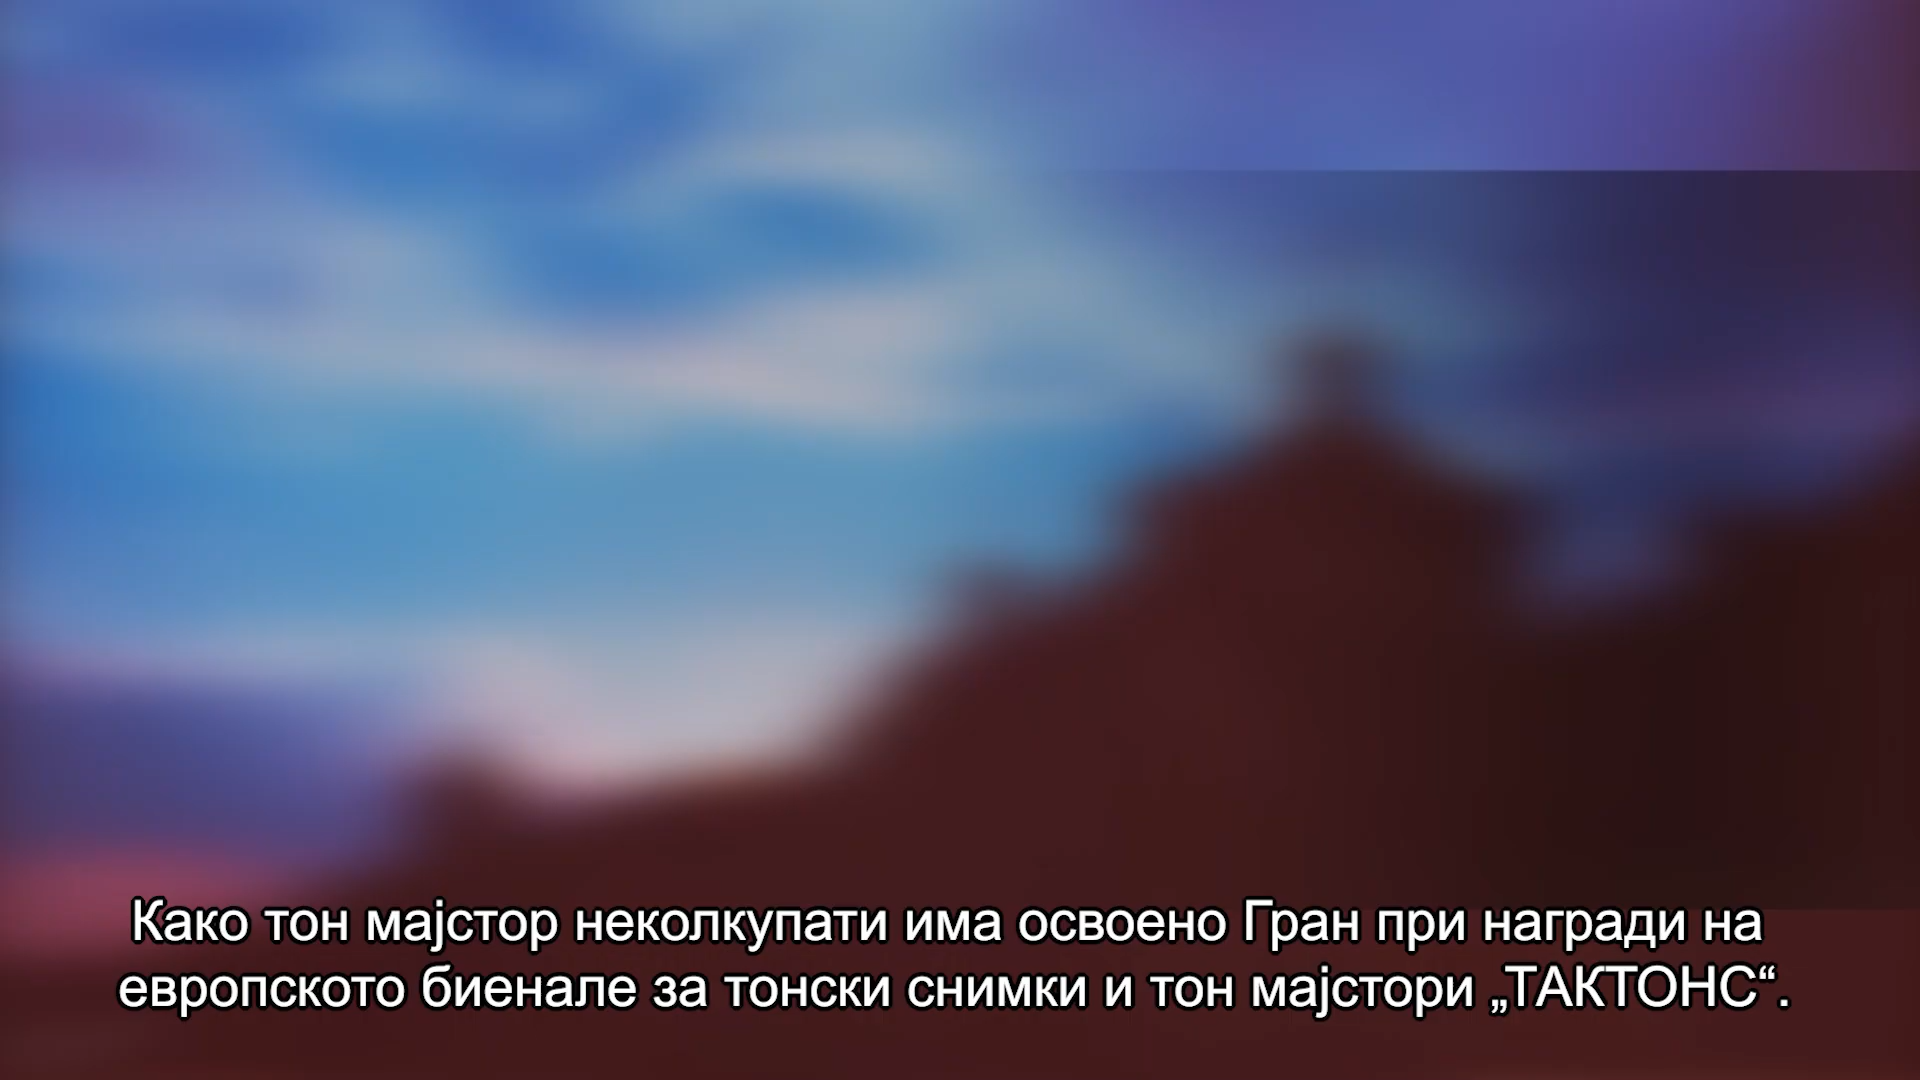 Како тон мајстор неколкупати има освоено Гран при награди на
европското биенале за тонски снимки и тон мајстори „ТАКТОНС“.